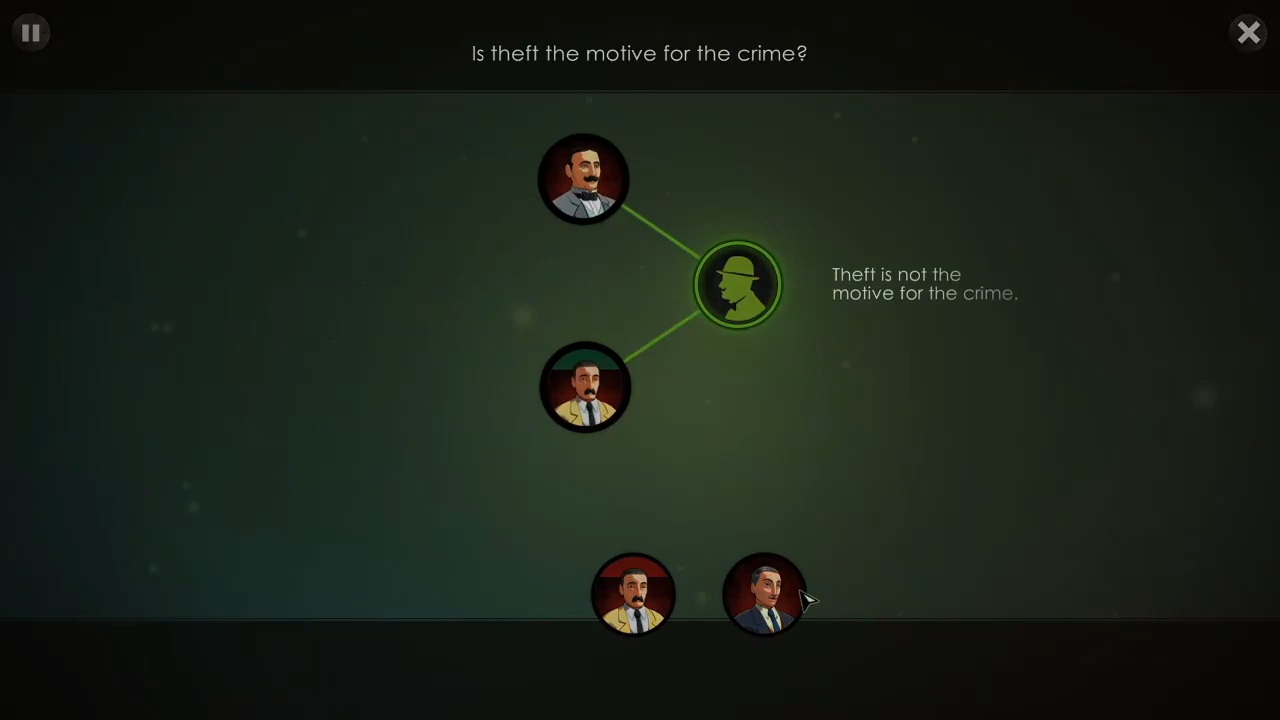 Is theft the motive for the crime?
Theft is not the
motive for the crime.